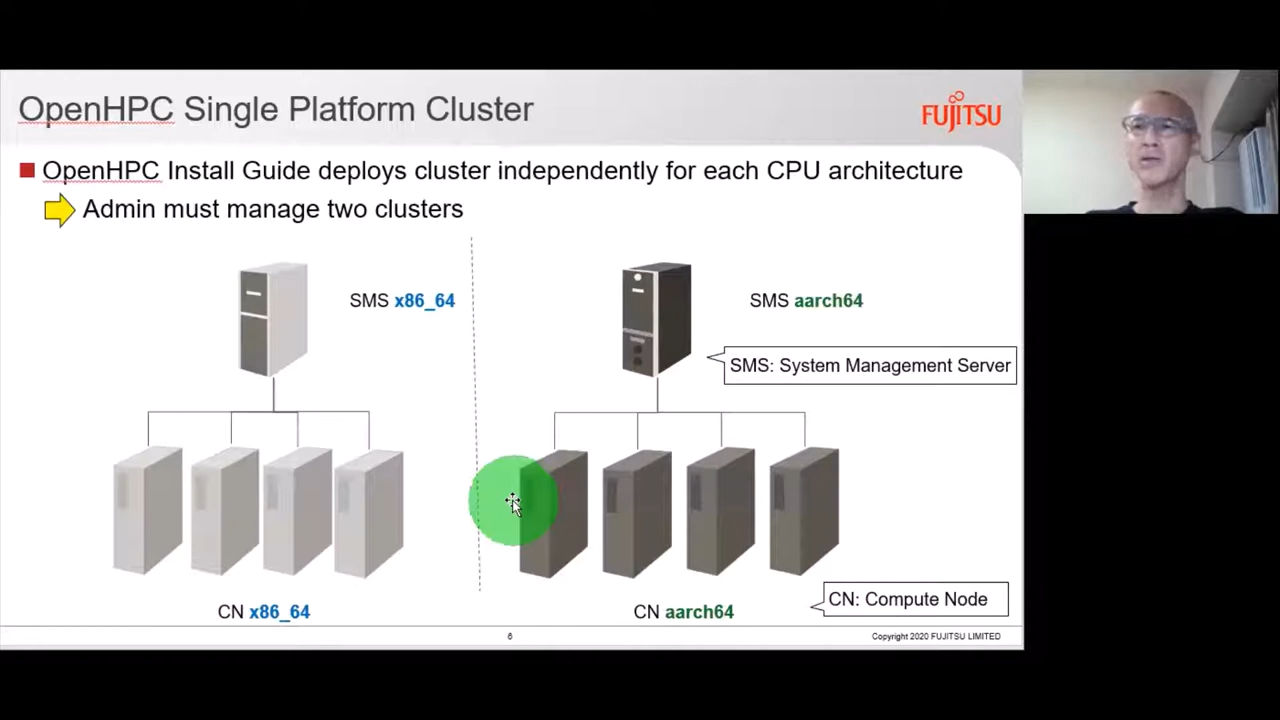 OpenHPC Single Platform Cluster
FUJITSU
OpenHPC Install Guide deploys cluster independently for each CPU architecture
Admin must manage two clusters
SMS x86_64
SMS aarch64
SMS: System Management Server
CN x86_64
CN aarch64
CN: Compute Node
6
Copyright 2020 FUJITSU LIMITED